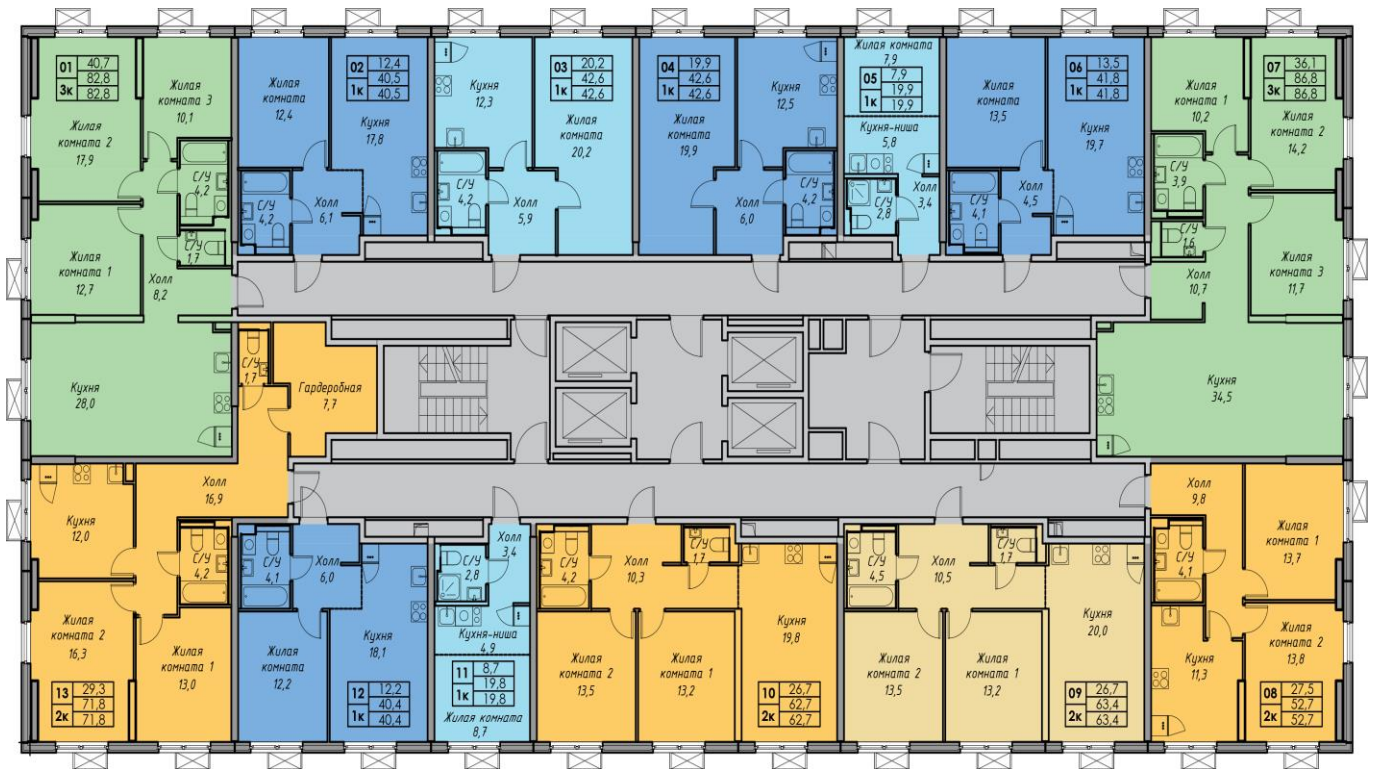 01
40,7
3к
82,8
82,8
Жилая
комната 3
10,1
Жилая
комната 2
17,9
С/У
4,2
Жилая
комната 1
12,7
С/У
1,7
Холл
8,2
Кухня
28,0
Жилая
комната
12,4
02
12,4
1к
40,5
40,5
Кухня
17,8
С/У
4,2
Холл
6,1
Кухня
12,3
03
20,2
1к
42,6
42,6
Жилая
комната
20,2
С/У
4,2
Холл
5,9
04
19,9
1к
42,6
42,6
Жилая
комната
19,9
Кухня
12,5
Холл
6,0
С/У
4,2
Жилая комната
7,9
05
7,9
1к
19,9
19,9
Кухня-ниша
5,8
С/У
2,8
Холл
3,4
Жилая
комната
13,5
06
13,5
1к
41,8
41,8
Кухня
19,7
С/У
4,1
Холл
4,5
Жилая
комната 1
10,2
07
36,1
3к
86,8
86,8
Жилая
комната 2
14,2
С/У
3,9
С/У
1,6
Холл
10,7
Жилая
комната 3
11,7
Кухня
34,5
С/У
1,7
Гардеробная
7,7
Холл
16,9
Кухня
12,0
С/У
4,2
Жилая
комната 2
16,3
Жилая
комната 1
13,0
13
29,3
2к
71,8
71,8
С/У
4,1
Холл
6,0
Жилая
комната
12,2
Кухня
18,1
12
12,2
1к
40,4
40,4
Холл
3,4
С/У
2,8
Кухня-ниша
4,9
11
8,7
1к
19,8
19,8
Жилая комната
8,7
С/У
4,2
Холл
10,3
С/У
1,7
Жилая
комната 2
13,5
Жилая
комната 1
13,2
Кухня
19,8
10
26,7
2к
62,7
62,7
С/У
4,5
Холл
10,5
С/У
1,7
Жилая
комната 2
13,5
Жилая
комната 1
13,2
Кухня
20,0
09
26,7
2к
63,4
63,4
Холл
9,8
С/У
4,1
Жилая
комната 1
13,7
Кухня
11,3
Жилая
комната 2
13,8
08
27,5
2к
52,7
52,7